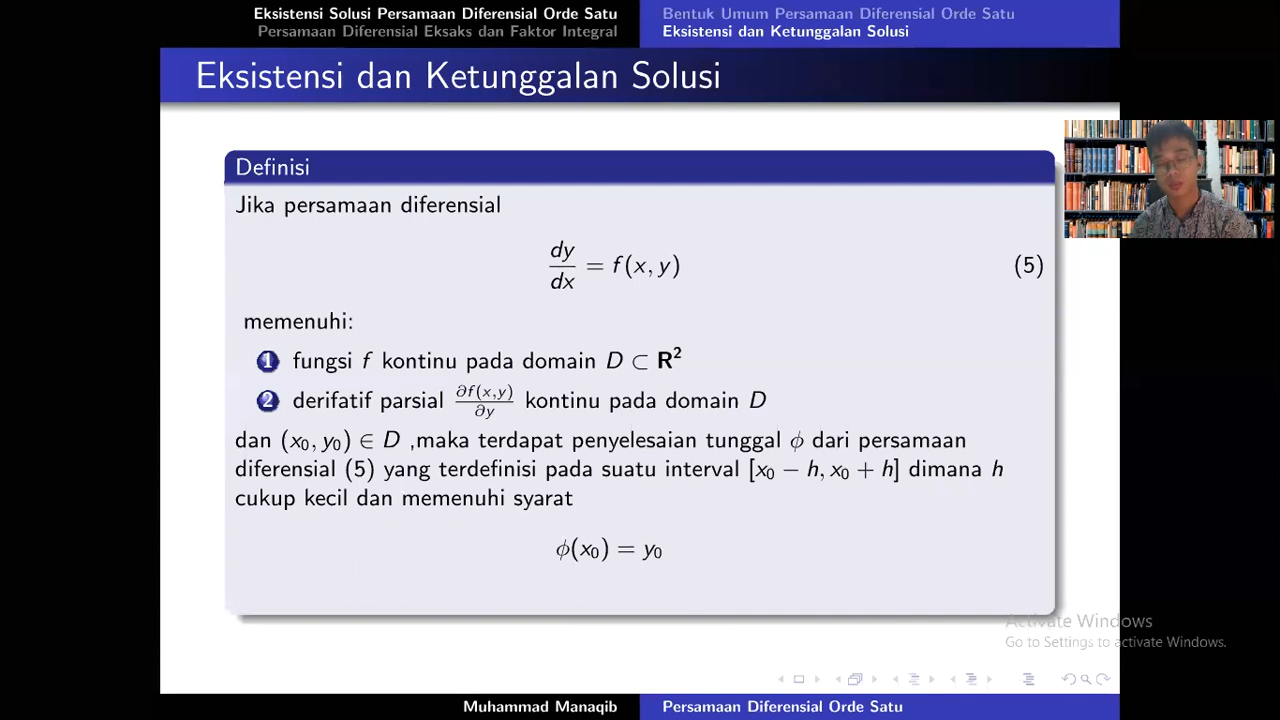 Eksistensi Solusi Persamaan Diferensial Orde Satu
Persamaan Diferensial Eksaks dan Faktor Integral
Bentuk Umum Persamaan Diferensial Orde Satu
Eksistensi dan Ketunggalan Solusi
Eksistensi dan Ketunggalan Solusi
Definisi
Jika persamaan diferensial
dy/dx = f(x, y) (5)
memenuhi:
1 fungsi f kontinu pada domain D ⊂ R²
2 derifatif parsial ∂f(x,y)/∂y kontinu pada domain D
dan (x₀, y₀) ∈ D ,maka terdapat penyelesaian tunggal ϕ dari persamaan
diferensial (5) yang terdefinisi pada suatu interval [x₀ − h, x₀ + h] dimana h
cukup kecil dan memenuhi syarat
ϕ(x₀) = y₀
Activate Windows
Go to Settings to activate Windows.
Muhammad Manaqib
Persamaan Diferensial Orde Satu